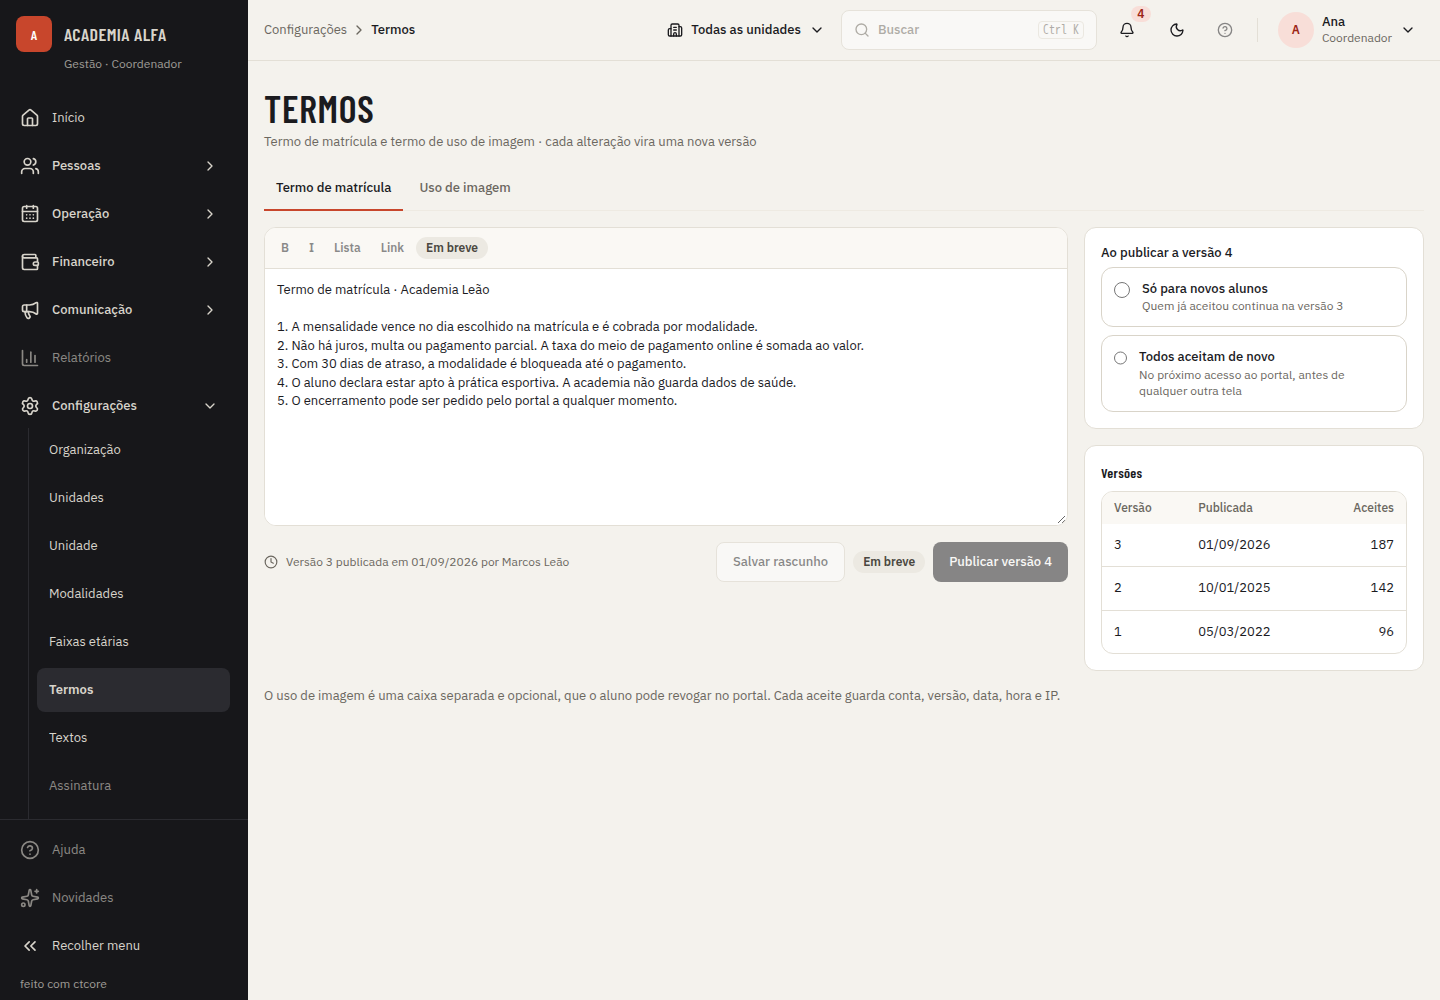 A
ACADEMIA ALFA
Gestão · Coordenador
Início
Pessoas
Operação
Financeiro
Comunicação
Relatórios
Configurações
Organização
Unidades
Unidade
Modalidades
Faixas etárias
Termos
Textos
Assinatura
Ajuda
Novidades
Recolher menu
feito com ctcore
Configurações > Termos
Todas as unidades
Buscar
Ctrl K
4
A
Ana
Coordenador
TERMOS
Termo de matrícula e termo de uso de imagem · cada alteração vira uma nova versão
Termo de matrícula
Uso de imagem
B I Lista Link Em breve
Termo de matrícula · Academia Leão
1. A mensalidade vence no dia escolhido na matrícula e é cobrada por modalidade.
2. Não há juros, multa ou pagamento parcial. A taxa do meio de pagamento online é somada ao valor.
3. Com 30 dias de atraso, a modalidade é bloqueada até o pagamento.
4. O aluno declara estar apto à prática esportiva. A academia não guarda dados de saúde.
5. O encerramento pode ser pedido pelo portal a qualquer momento.
Versão 3 publicada em 01/09/2026 por Marcos Leão
Salvar rascunho
Em breve
Publicar versão 4
Ao publicar a versão 4
Só para novos alunos
Quem já aceitou continua na versão 3
Todos aceitam de novo
No próximo acesso ao portal, antes de
qualquer outra tela
Versões
Versão Publicada Aceites
3 01/09/2026 187
2 10/01/2025 142
1 05/03/2022 96
O uso de imagem é uma caixa separada e opcional, que o aluno pode revogar no portal. Cada aceite guarda conta, versão, data, hora e IP.